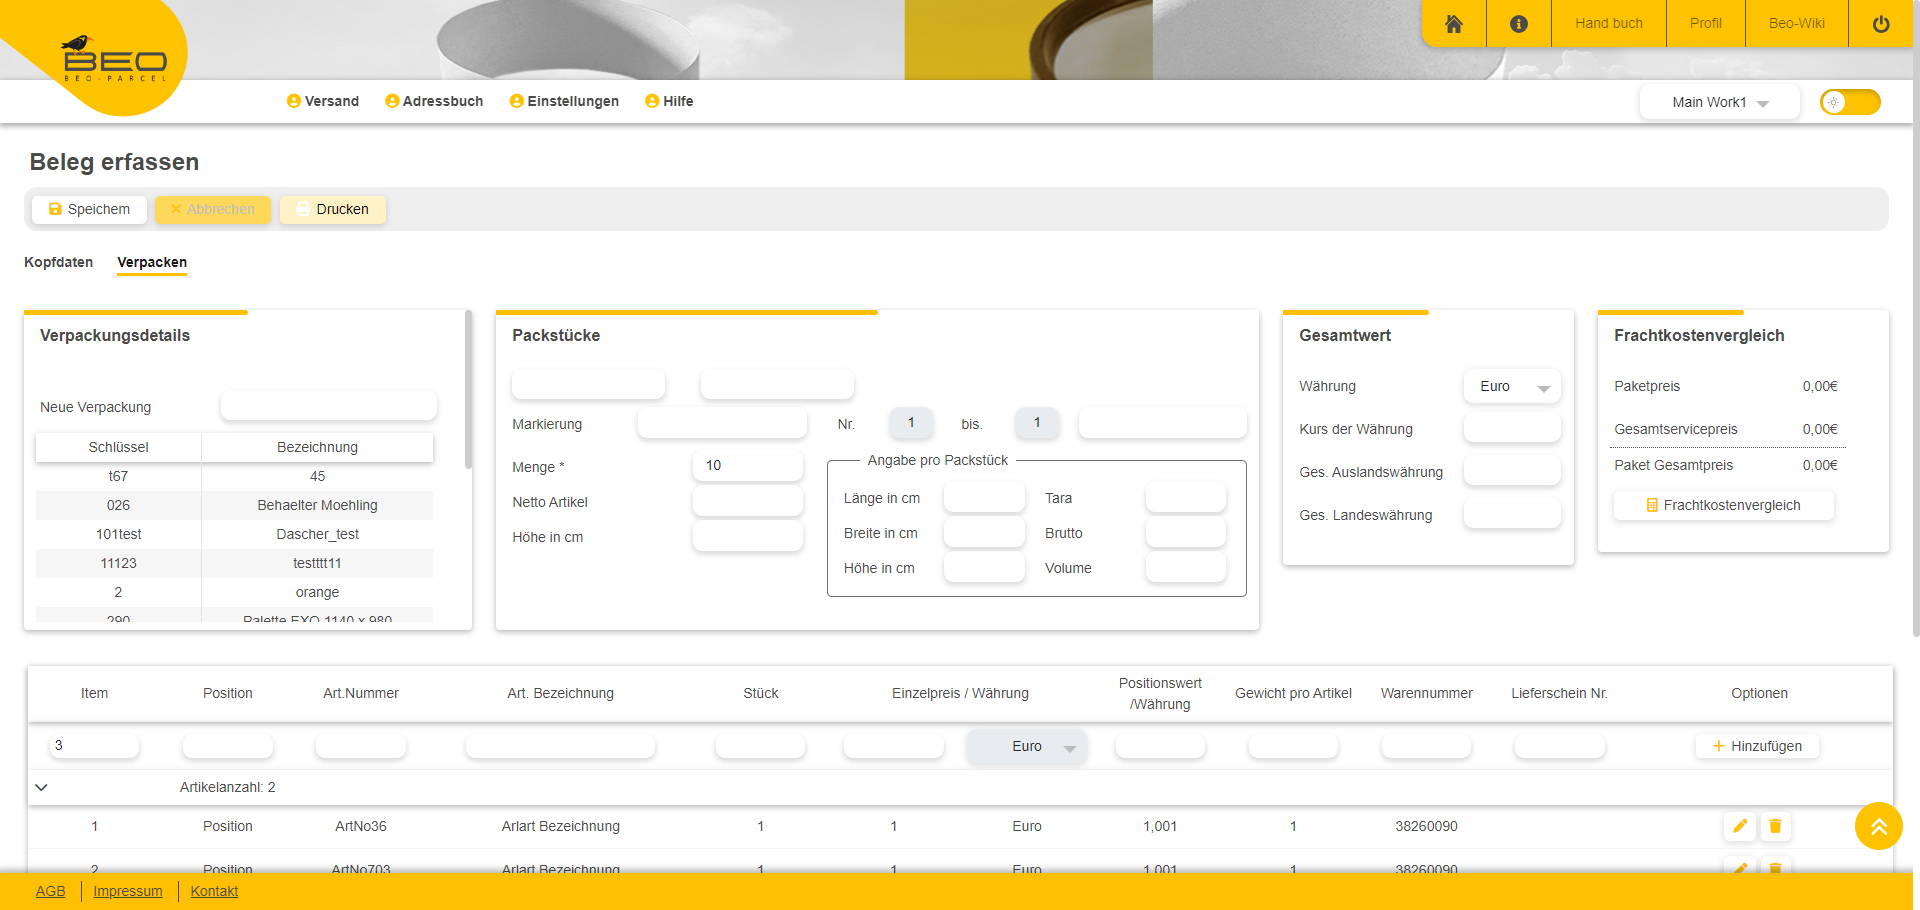 BEO
BEO-PARCEL
Hand buch
Profil
Beo-Wiki
Versand
Adressbuch
Einstellungen
Hilfe
Main Work1
Beleg erfassen
Speichern
Abbrechen
Drucken
Kopfdaten
Verpacken
Verpackungsdetails
Neue Verpackung
Schlüssel Bezeichnung
t67 45
026 Behaelter Moehling
101test Dascher_test
11123 testttt11
2 orange
290 Palette EXO 1140 x 980
Packstücke
Markierung Nr. 1 bis. 1
Menge * 10
Netto Artikel
Höhe in cm
Angabe pro Packstück
Länge in cm Tara
Breite in cm Brutto
Höhe in cm Volume
Gesamtwert
Währung Euro
Kurs der Währung
Ges. Auslandswährung
Ges. Landeswährung
Frachtkostenvergleich
Paketpreis 0,00€
Gesamtservicepreis 0,00€
Paket Gesamtpreis 0,00€
Frachtkostenvergleich
Item Position Art.Nummer Art. Bezeichnung Stück Einzelpreis / Währung Positionswert /Währung Gewicht pro Artikel Warennummer Lieferschein Nr. Optionen
3 Euro Hinzufügen
Artikelanzahl: 2
1 Position ArtNo36 Arlart Bezeichnung 1 1 Euro 1,001 1 38260090
2 Position ArtNo703 Arlart Bezeichnung 1 1 Euro 1,001 1 38260090
AGB
Impressum
Kontakt